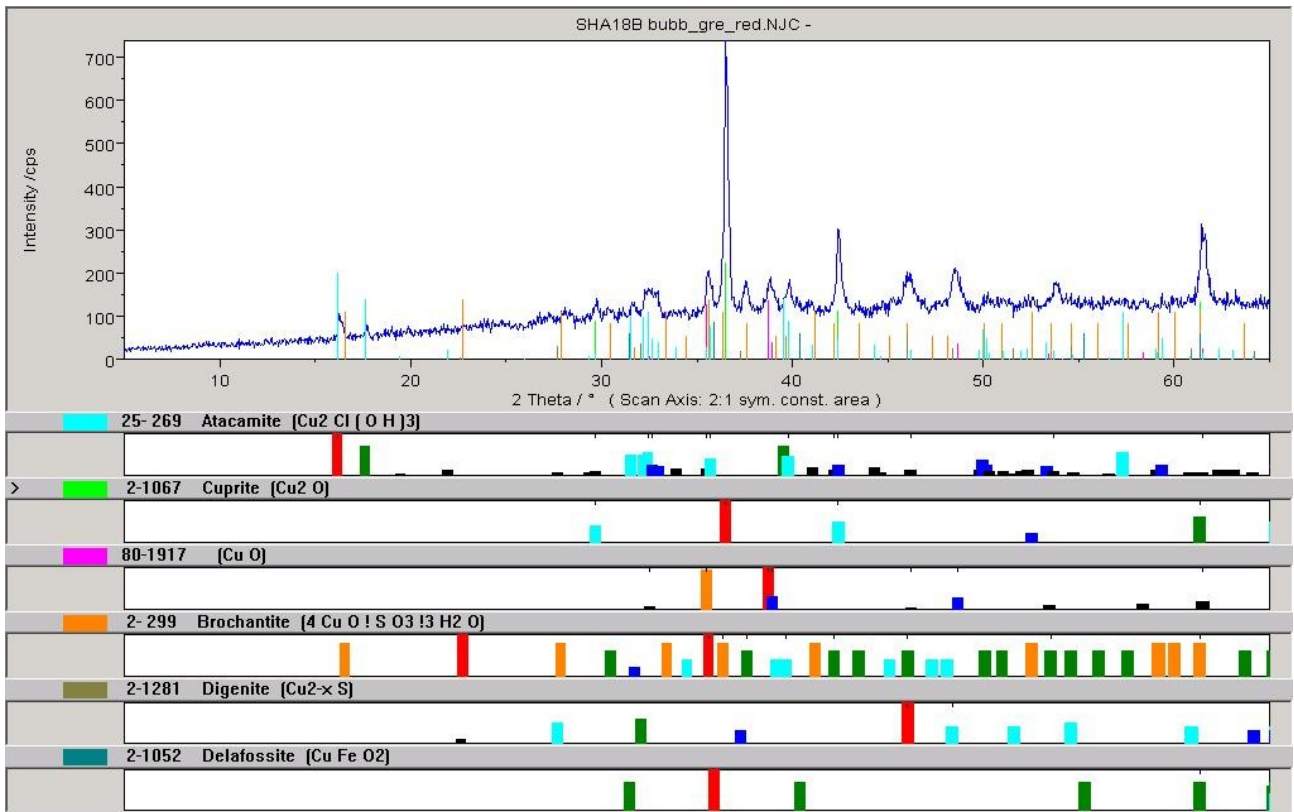 SHA18B bubb_gre_red.NJC -
Intensity /cps
700
600
500
400
300
200
100
0
10 20 30 40 50 60
2 Theta / ° ( Scan Axis: 2:1 sym. const. area )
25- 269 Atacamite (Cu2 Cl ( O H )3)
> 2-1067 Cuprite (Cu2 O)
80-1917 (Cu O)
2- 299 Brochantite (4 Cu O ! S O3 !3 H2 O)
2-1281 Digenite (Cu2-x S)
2-1052 Delafossite (Cu Fe O2)